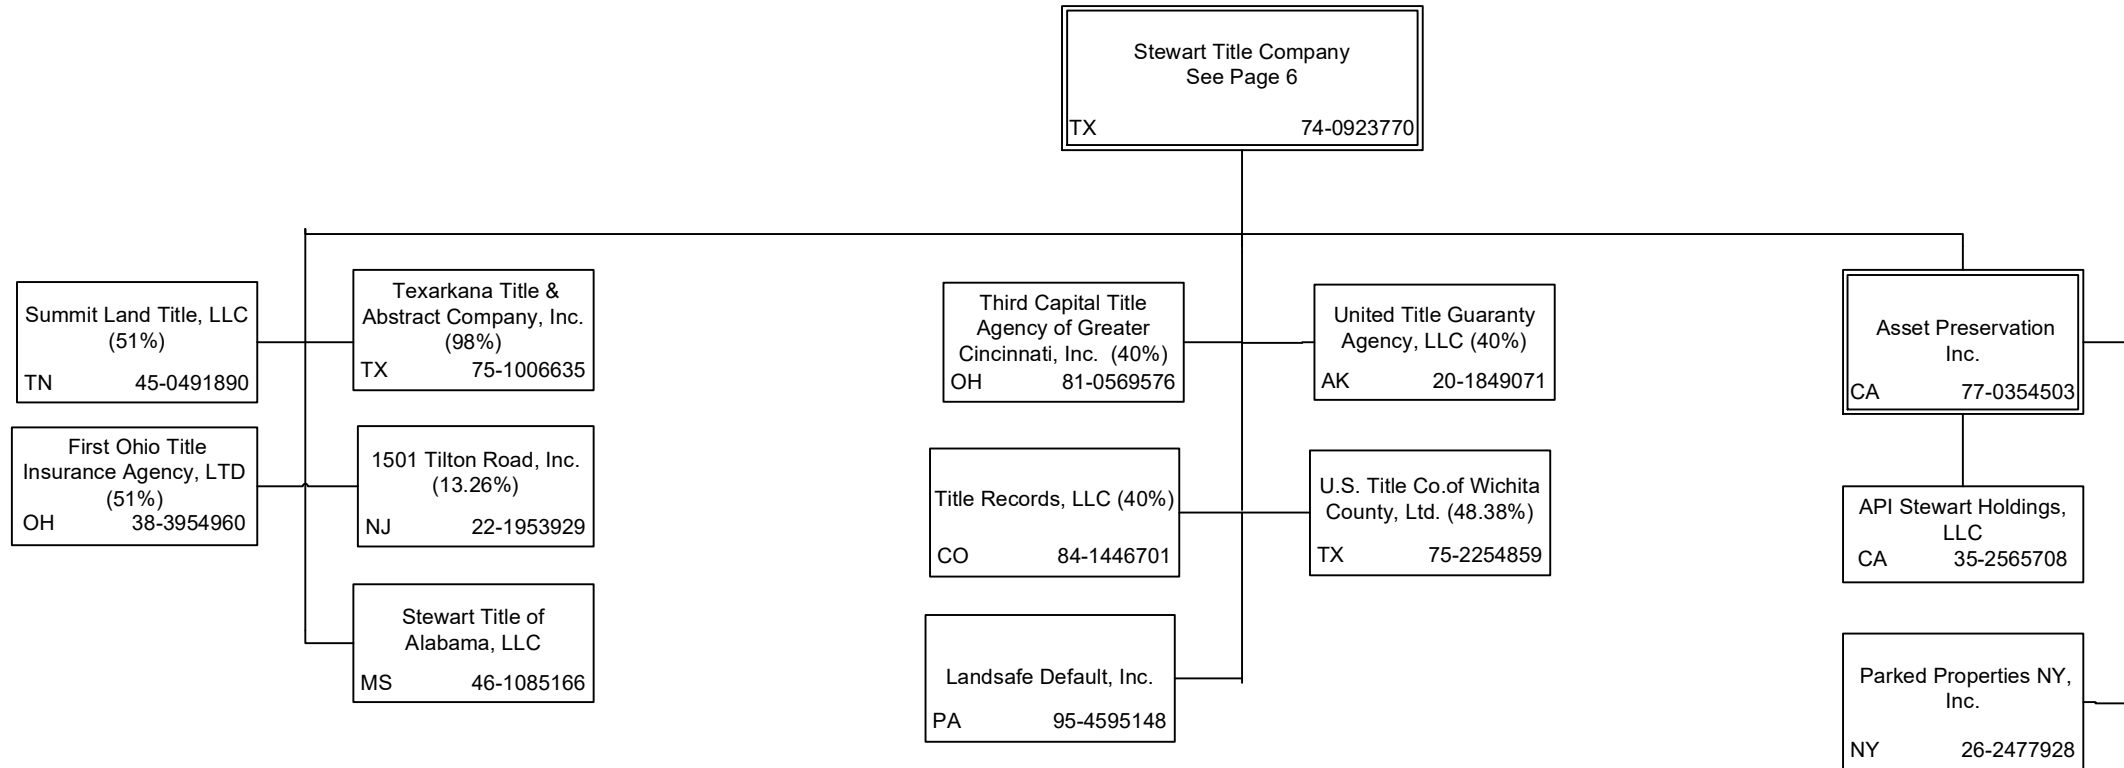 Stewart Title Company
See Page 6
TX 74-0923770
Summit Land Title, LLC
(51%)
TN 45-0491890
Texarkana Title &
Abstract Company, Inc.
(98%)
TX 75-1006635
Third Capital Title
Agency of Greater
Cincinnati, Inc. (40%)
OH 81-0569576
United Title Guaranty
Agency, LLC (40%)
AK 20-1849071
Asset Preservation
Inc.
CA 77-0354503
First Ohio Title
Insurance Agency, LTD
(51%)
OH 38-3954960
1501 Tilton Road, Inc.
(13.26%)
NJ 22-1953929
Title Records, LLC (40%)
CO 84-1446701
U.S. Title Co.of Wichita
County, Ltd. (48.38%)
TX 75-2254859
API Stewart Holdings,
LLC
CA 35-2565708
Stewart Title of
Alabama, LLC
MS 46-1085166
Landsafe Default, Inc.
PA 95-4595148
Parked Properties NY,
Inc.
NY 26-2477928